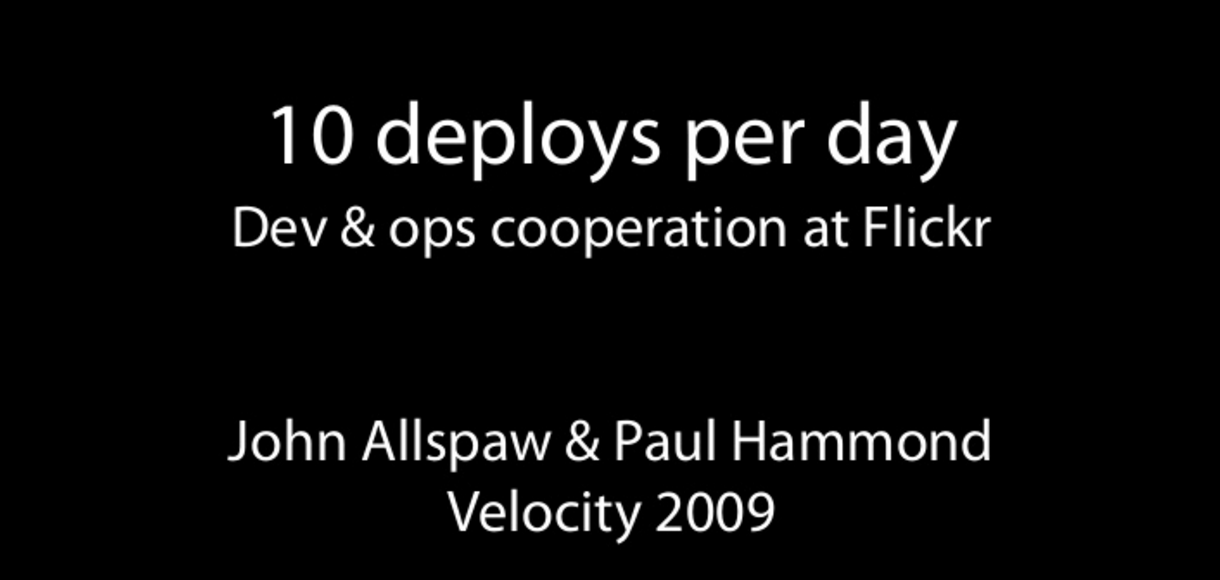 10 deploys per day
Dev & ops cooperation at Flickr
John Allspaw & Paul Hammond
Velocity 2009